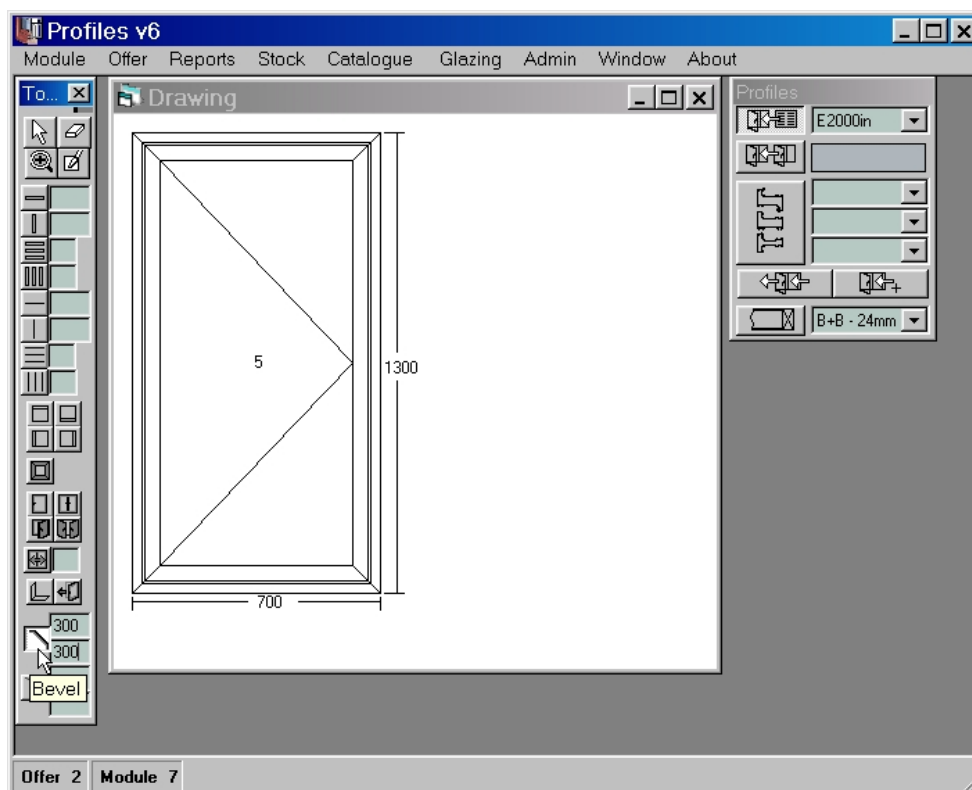 Profiles v6
Module Offer Reports Stock Catalogue Glazing Admin Window About
To...
Drawing
Profiles
E2000in
B+B - 24mm
5
1300
700
300
300
Bevel
Offer 2 Module 7